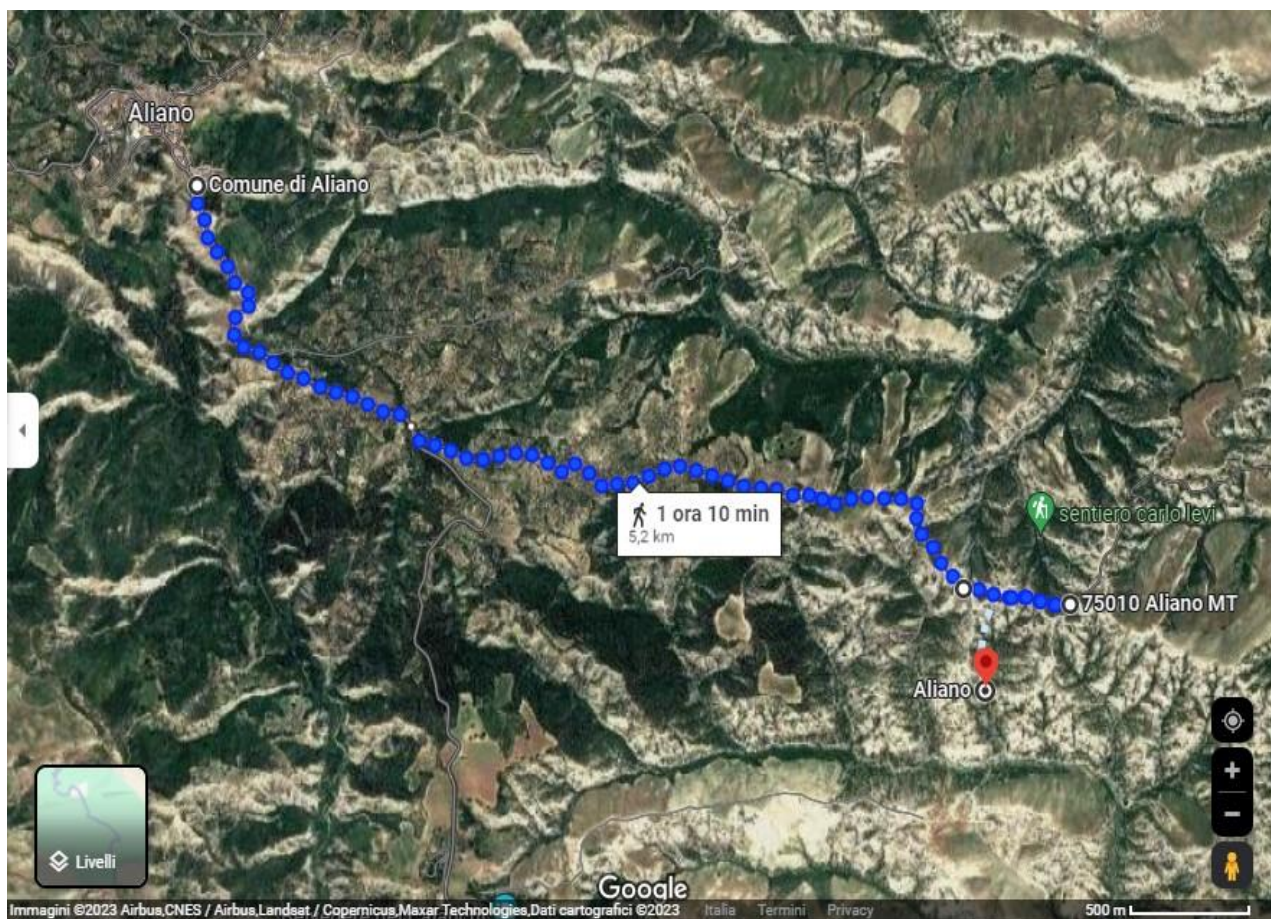 Aliano
Comune di Aliano
1 ora 10 min
5,2 km
sentiero carlo levi
75010 Aliano MT
Aliano
Livelli
Google
Immagini ©2023 Airbus,CNES / Airbus,Landsat / Copernicus,Maxar Technologies,Dati cartografici ©2023 Italia Termini Privacy 500 m